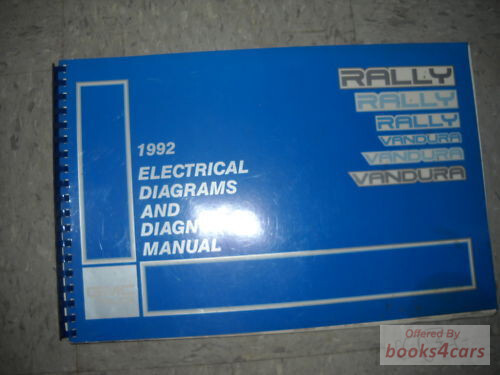 RALLY
RALLY
RALLY
VANDURA
VANDURA
VANDURA
1992
ELECTRICAL
DIAGRAMS
AND
MANUAL
Offered By
books4cars